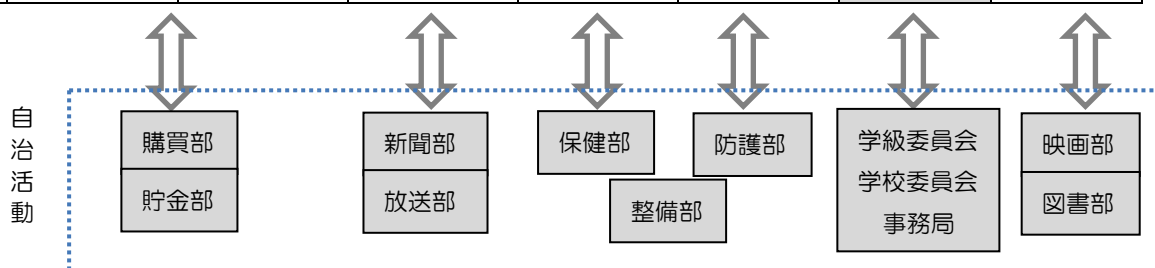 自治活動
購買部
貯金部
新聞部
放送部
保健部
防護部
整備部
学級委員会
学校委員会
事務局
映画部
図書部